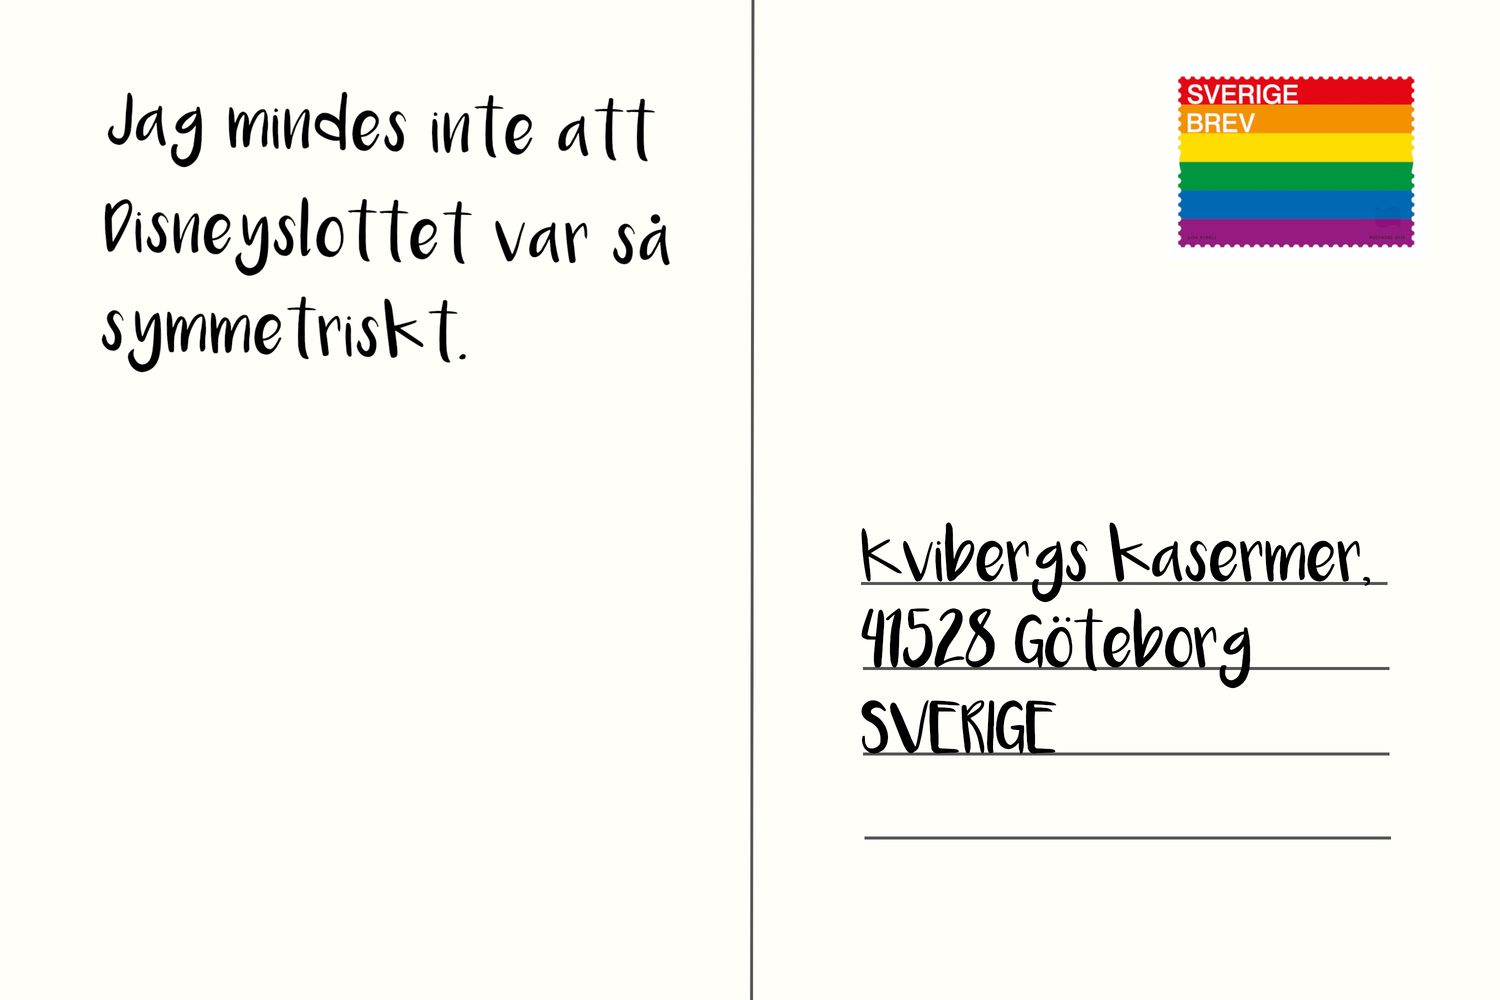 Jag mindes inte att
Disneyslottet var så
symmetriskt.
SVERIGE
BREV
Kvibergs Kasermer,
41528 Göteborg
SVERIGE